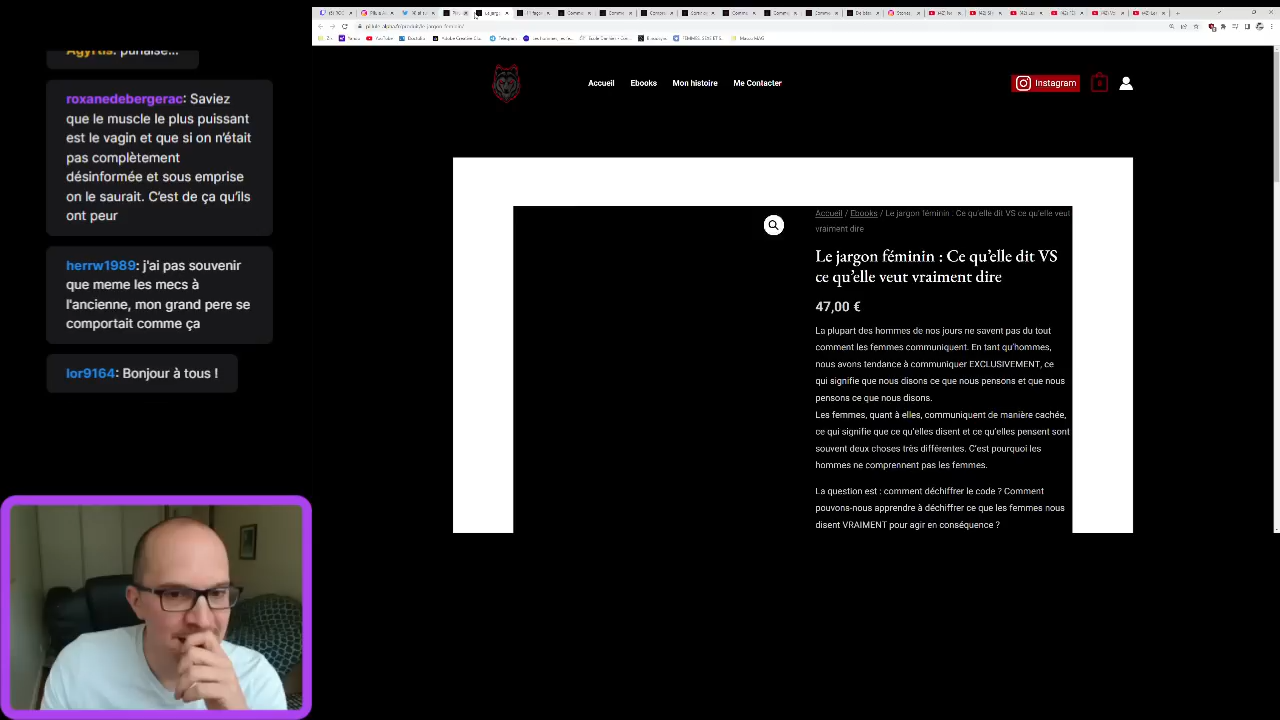 Agyrtis: punaise...
roxanedebergerac: Saviez
que le muscle le plus puissant
est le vagin et que si on n'était
pas complètement
désinformée et sous emprise
on le saurait. C'est de ça qu'ils
ont peur
herrw1989: j'ai pas souvenir
que meme les mecs à
l'ancienne, mon grand pere se
comportait comme ça
lor9164: Bonjour à tous !
Yahoo
YouTube
Doctolib
Telegram
Accueil
Ebooks
Mon histoire
Me Contacter
Instagram
0
Accueil / Ebooks / Le jargon féminin : Ce qu'elle dit VS ce qu'elle veut
vraiment dire
Le jargon féminin : Ce qu'elle dit VS
ce qu'elle veut vraiment dire
47,00 €
La plupart des hommes de nos jours ne savent pas du tout
comment les femmes communiquent. En tant qu'hommes,
nous avons tendance à communiquer EXCLUSIVEMENT, ce
qui signifie que nous disons ce que nous pensons et que nous
pensons ce que nous disons.
Les femmes, quant à elles, communiquent de manière cachée,
ce qui signifie que ce qu'elles disent et ce qu'elles pensent sont
souvent deux choses très différentes. C'est pourquoi les
hommes ne comprennent pas les femmes.
La question est : comment déchiffrer le code ? Comment
pouvons-nous apprendre à déchiffrer ce que les femmes nous
disent VRAIMENT pour agir en conséquence ?